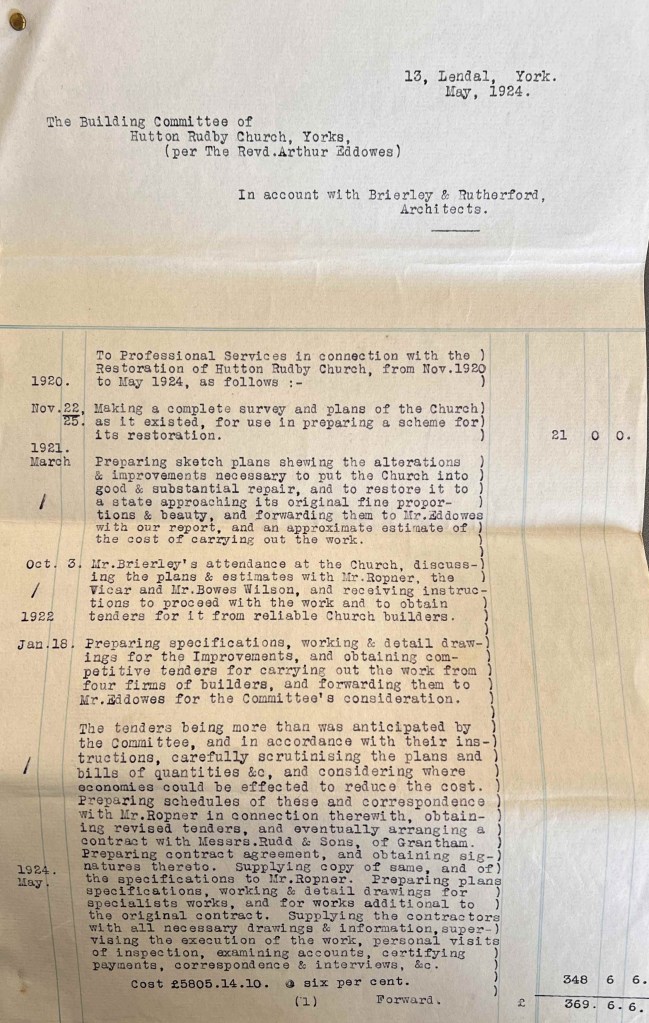 13, Lendal, York.
May, 1924.
The Building Committee of
Hutton Rudby Church, Yorks,
(per The Revd.Arthur Eddowes)
In account with Brierley & Rutherford,
Architects.
To Professional Services in connection with the )
Restoration of Hutton Rudby Church, from Nov.1920
1920. to May 1924, as follows :- )
Nov.22, Making a complete survey and plans of the Church)
25. as it existed, for use in preparing a scheme for)
its restoration. ) 21 0 0.
1921.
March Preparing sketch plans shewing the alterations )
& improvements necessary to put the Church into )
good & substantial repair, and to restore it to )
/ a state approaching its original fine propor- )
tions & beauty, and forwarding them to Mr.Eddowes
with our report, and an approximate estimate of )
the cost of carrying out the work. )
)
Oct. 3. Mr.Brierley's attendance at the Church, discuss-)
ing the plans & estimates with Mr.Ropner, the )
/ Vicar and Mr.Bowes Wilson, and receiving instruc-
tions to proceed with the work and to obtain )
1922 tenders for it from reliable Church builders. )
)
Jan.18. Preparing specifications, working & detail draw-)
ings for the Improvements, and obtaining com- )
petitive tenders for carrying out the work from )
four firms of builders, and forwarding them to )
Mr.Eddowes for the Committee's consideration. )
)
The tenders being more than was anticipated by )
the Committee, and in accordance with their ins-)
tructions, carefully scrutinising the plans and )
/ bills of quantities &c, and considering where )
economies could be effected to reduce the cost. )
Preparing schedules of these and correspondence )
with Mr.Ropner in connection therewith, obtain- )
ing revised tenders, and eventually arranging a )
contract with Messrs.Rudd & Sons, of Grantham. )
Preparing contract agreement, and obtaining sig-)
1924. natures thereto. Supplying copy of same, and of)
May. the specifications to Mr.Ropner. Preparing plans
specifications, working & detail drawings for )
specialists works, and for works additional to )
the original contract. Supplying the contractors
with all necessary drawings & information,super-)
vising the execution of the work, personal visits
of inspection, examining accounts, certifying )
payments, correspondence & interviews, &c. )
Cost £5805.14.10. @ six per cent. ) 348 6 6.
(1) Forward. £ 369. 6. 6.